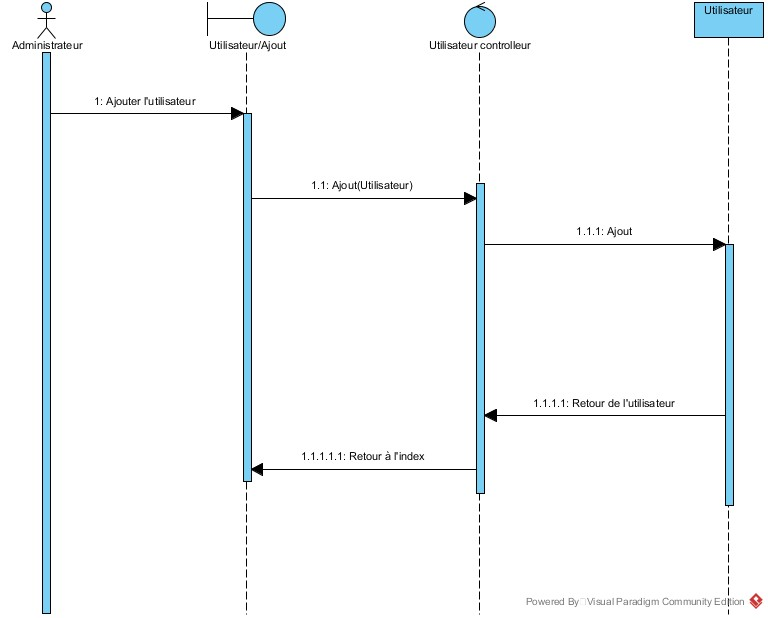 Administrateur
Utilisateur/Ajout
Utilisateur controlleur
Utilisateur
1: Ajouter l'utilisateur
1.1: Ajout(Utilisateur)
1.1.1: Ajout
1.1.1.1: Retour de l'utilisateur
1.1.1.1.1: Retour à l'index
Powered By Visual Paradigm Community Edition